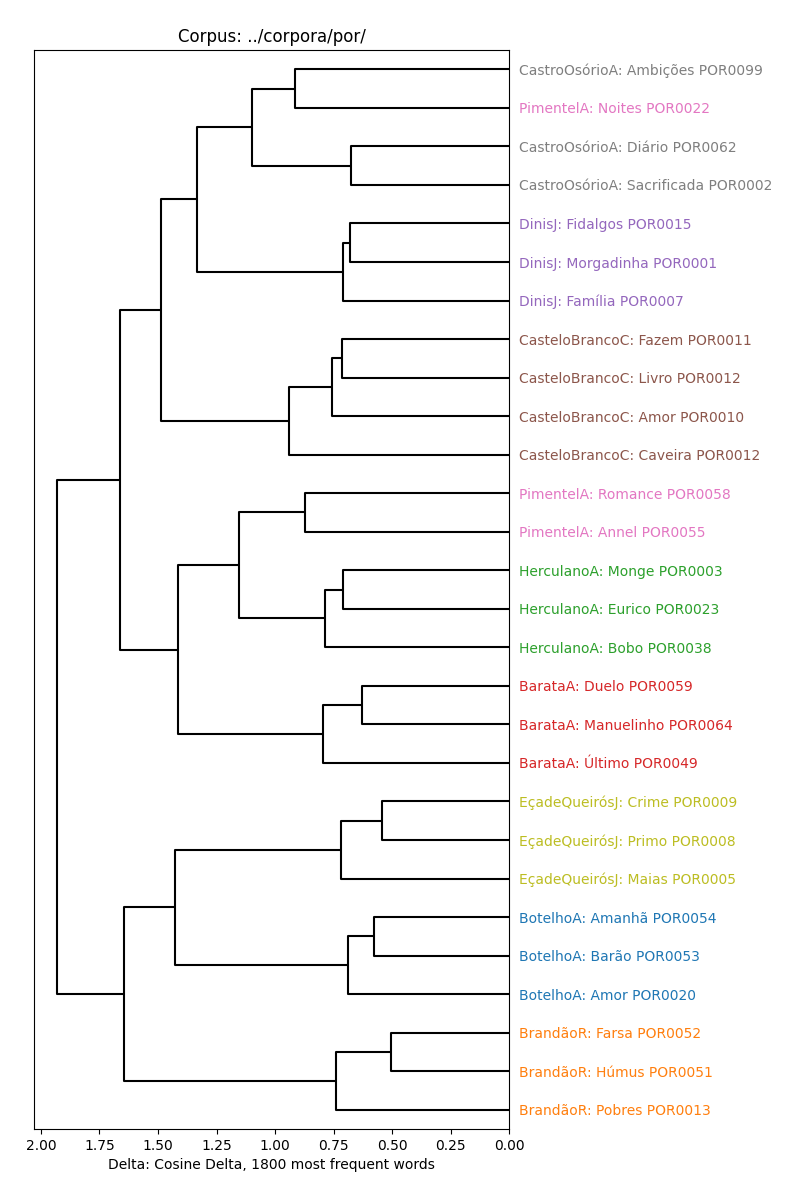 Corpus: ../corpora/por/
CastroOsórioA: Ambições POR0099
PimentelA: Noites POR0022
CastroOsórioA: Diário POR0062
CastroOsórioA: Sacrificada POR0002
DinisJ: Fidalgos POR0015
DinisJ: Morgadinha POR0001
DinisJ: Família POR0007
CasteloBrancoC: Fazem POR0011
CasteloBrancoC: Livro POR0012
CasteloBrancoC: Amor POR0010
CasteloBrancoC: Caveira POR0012
PimentelA: Romance POR0058
PimentelA: Annel POR0055
HerculanoA: Monge POR0003
HerculanoA: Eurico POR0023
HerculanoA: Bobo POR0038
BarataA: Duelo POR0059
BarataA: Manuelinho POR0064
BarataA: Último POR0049
EçadeQueirósJ: Crime POR0009
EçadeQueirósJ: Primo POR0008
EçadeQueirósJ: Maias POR0005
BotelhoA: Amanhã POR0054
BotelhoA: Barão POR0053
BotelhoA: Amor POR0020
BrandãoR: Farsa POR0052
BrandãoR: Húmus POR0051
BrandãoR: Pobres POR0013
2.00 1.75 1.50 1.25 1.00 0.75 0.50 0.25 0.00
Delta: Cosine Delta, 1800 most frequent words